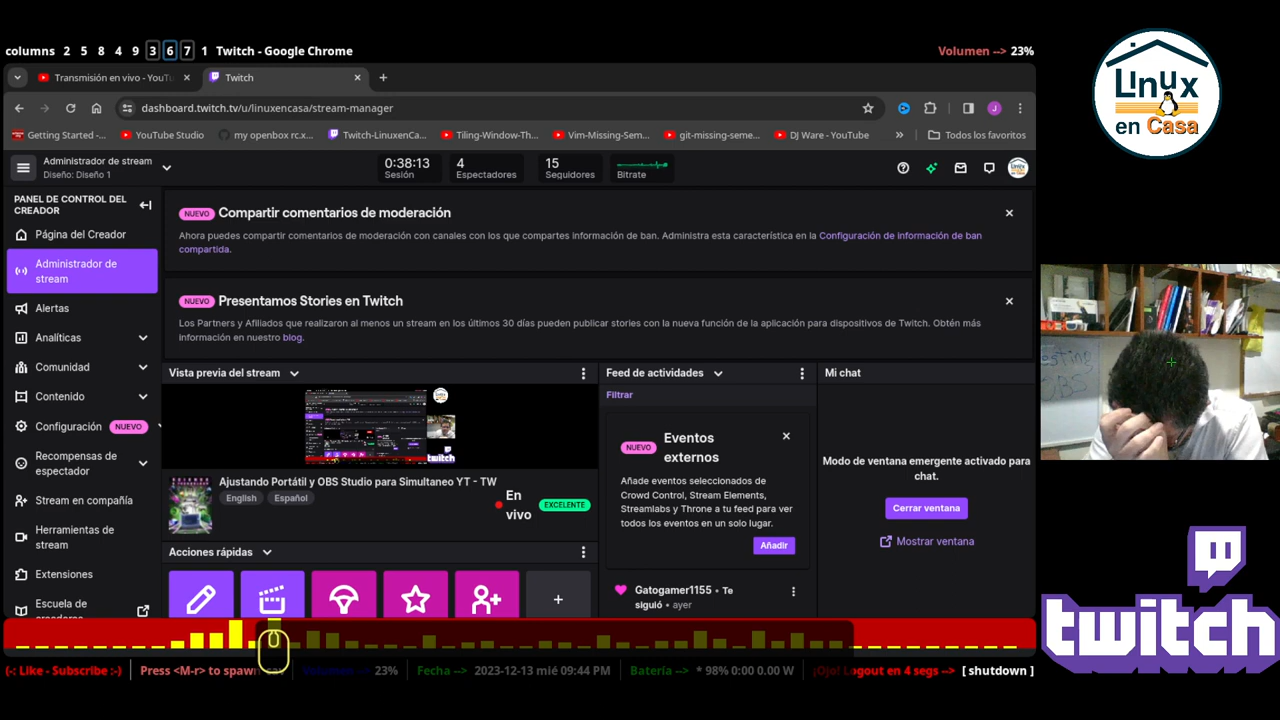 columns 2 5 8 4 9 3 6 7 1 Twitch - Google Chrome
Volumen --> 23%
Linux
en Casa
Transmisión en vivo - YouTu
Twitch
dashboard.twitch.tv/u/linuxencasa/stream-manager
J
Getting Started -...
YouTube Studio
my openbox rc.x...
Twitch-LinuxenCa...
Tiling-Window-Th...
Vim-Missing-Sem...
git-missing-seme...
DJ Ware - YouTube
»
Todos los favoritos
Administrador de stream
Diseño: Diseño 1
0:38:13
Sesión
4
Espectadores
15
Seguidores
Bitrate
PANEL DE CONTROL DEL
CREADOR
Página del Creador
Administrador de
stream
Alertas
Analíticas
Comunidad
Contenido
Configuración NUEVO
Recompensas de
espectador
Stream en compañía
Herramientas de
stream
Extensiones
Escuela de
NUEVO Compartir comentarios de moderación
Ahora puedes compartir comentarios de moderación con canales con los que compartes información de ban. Administra esta característica en la Configuración de información de ban
compartida.
NUEVO Presentamos Stories en Twitch
Los Partners y Afiliados que realizaron al menos un stream en los últimos 30 días pueden publicar stories con la nueva función de la aplicación para dispositivos de Twitch. Obtén más
información en nuestro blog.
Vista previa del stream
Ajustando Portátil y OBS Studio para Simultaneo YT - TW
English Español
En
vivo
EXCELENTE
Acciones rápidas
Feed de actividades
Filtrar
NUEVO
Eventos
externos
Añade eventos seleccionados de
Crowd Control, Stream Elements,
Streamlabs y Throne a tu feed para ver
todos los eventos en un solo lugar.
Añadir
Gatogamer1155 • Te
siguió • ayer
Mi chat
Modo de ventana emergente activado para
chat.
Cerrar ventana
Mostrar ventana
twitch
(-: Like - Subscribe :-)
Press <M-r> to spawn
Volumen --> 23%
Fecha --> 2023-12-13 mié 09:44 PM
Batería --> * 98% 0:00 0.00 W
¡Ojo! Logout en 4 segs --> [ shutdown ]